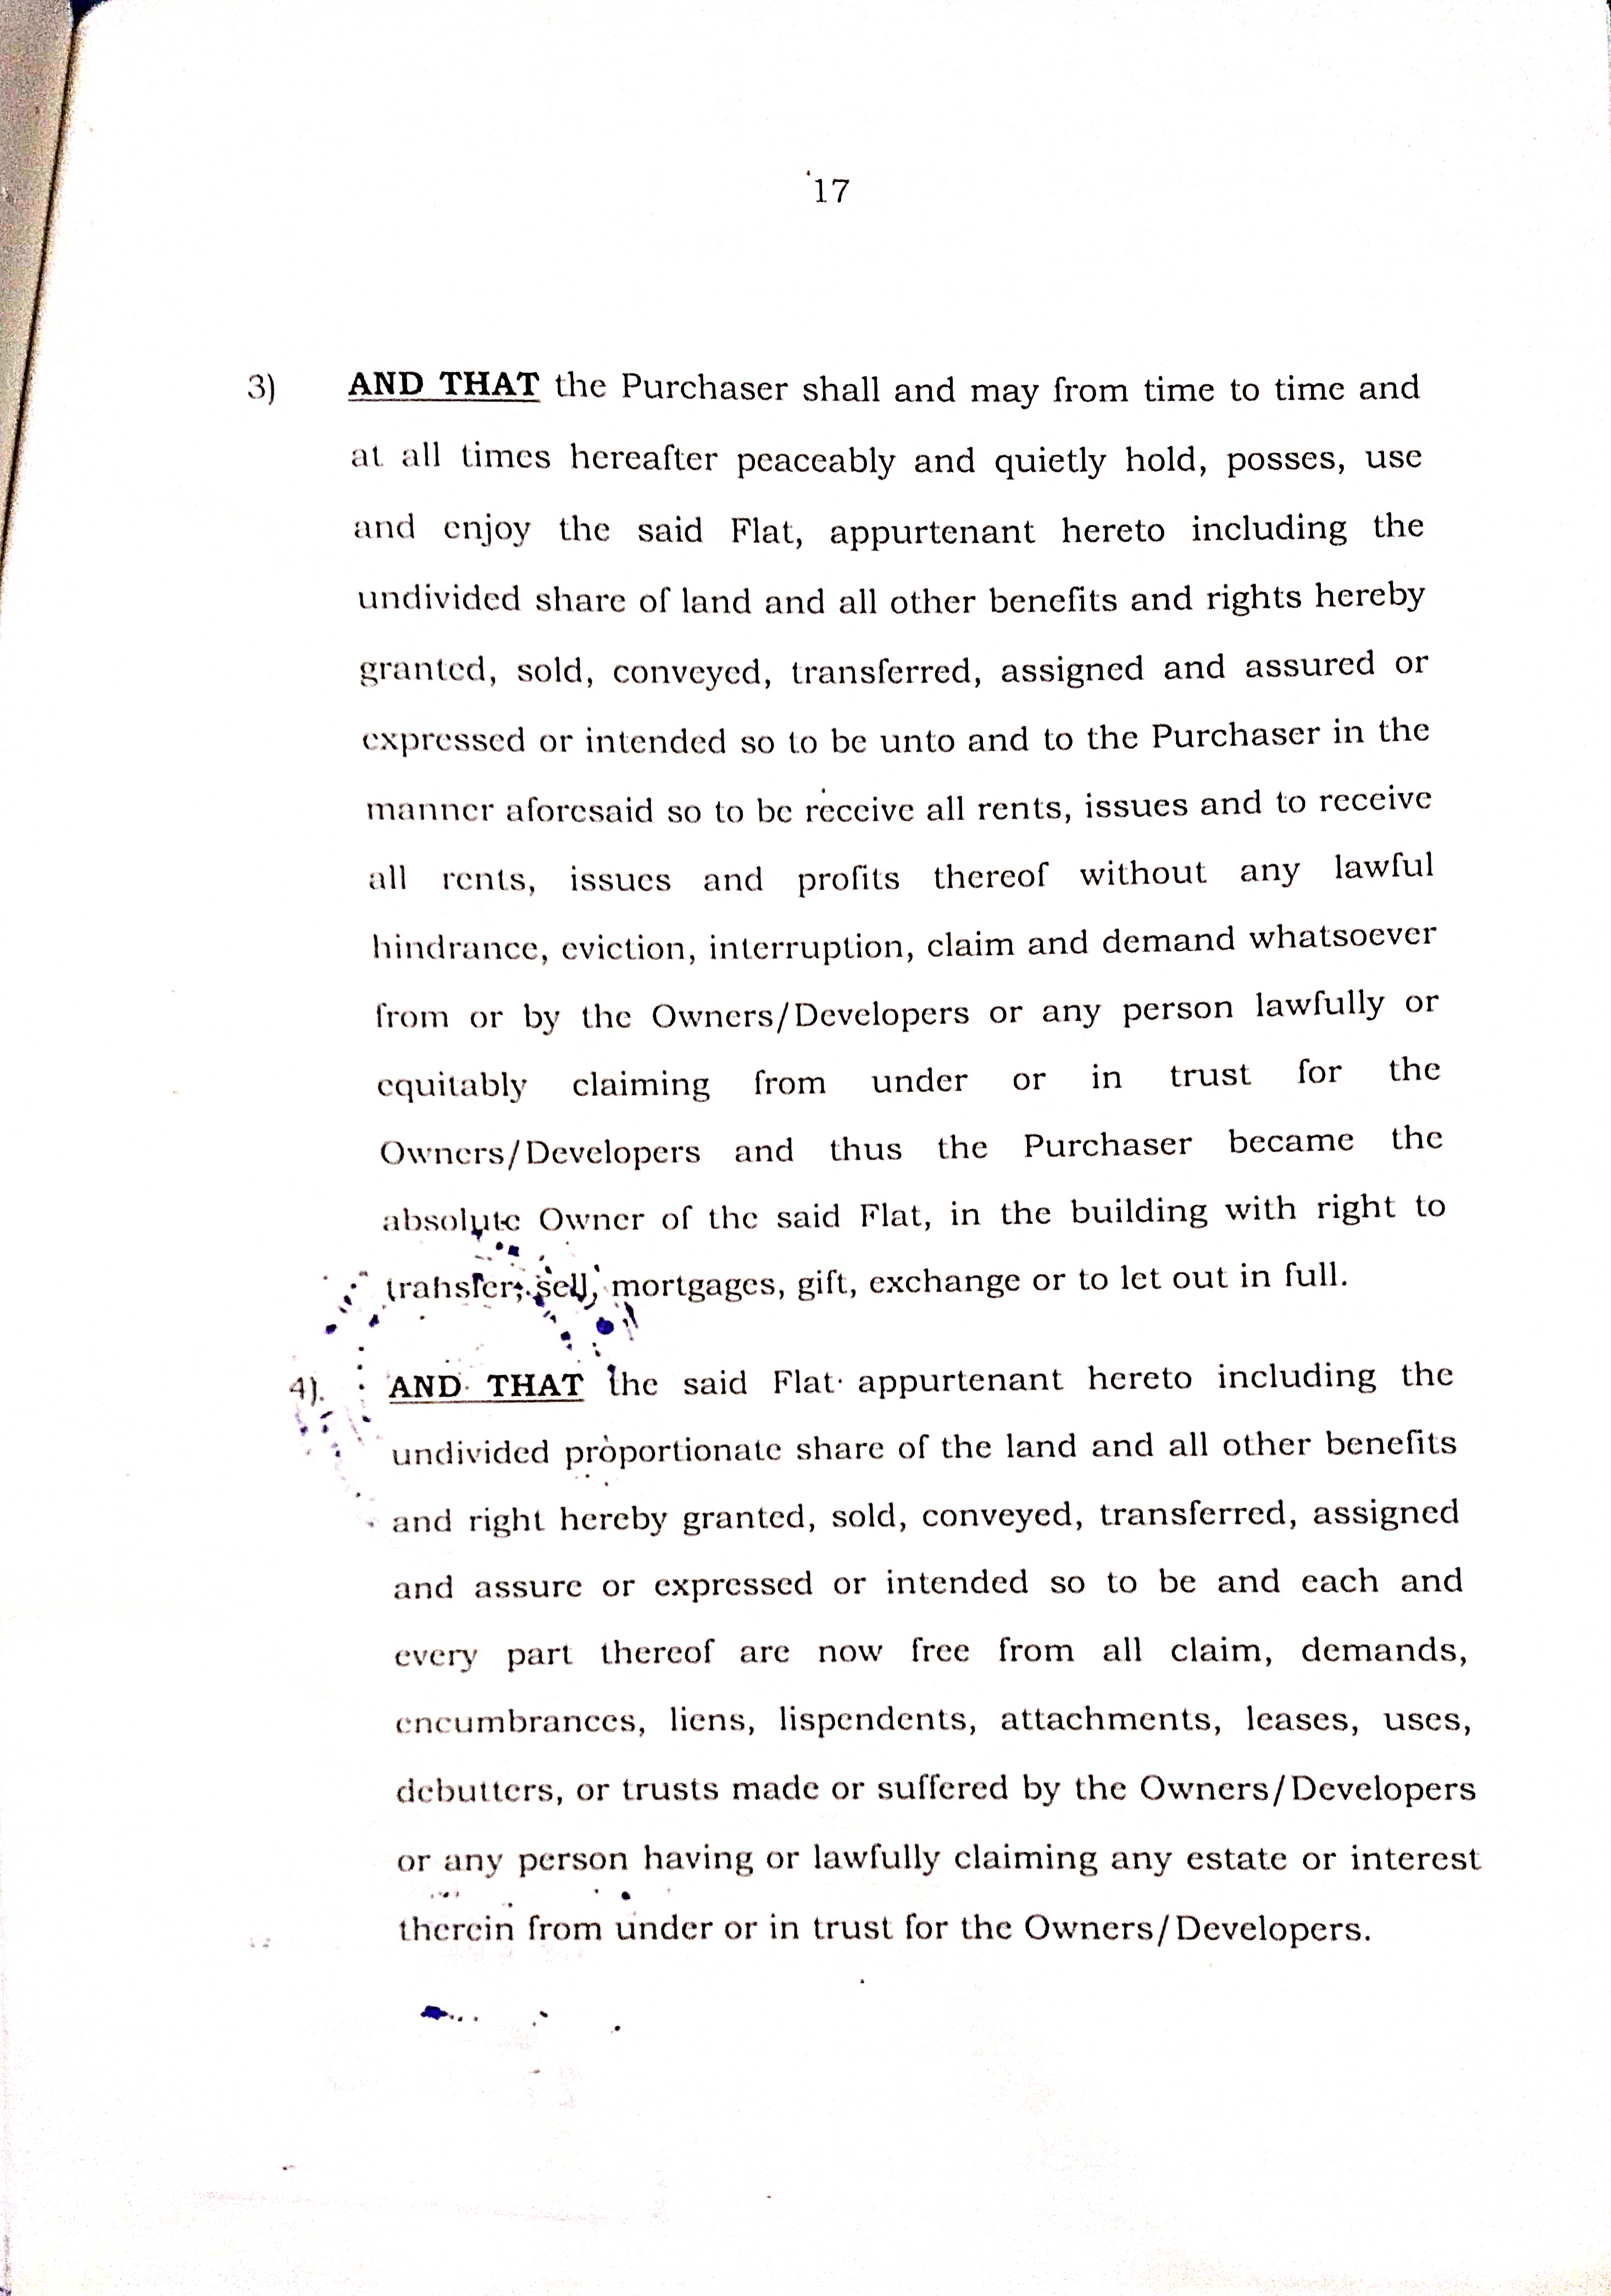 17
3) AND THAT the Purchaser shall and may from time to time and
at all times hereafter peaceably and quietly hold, posses, use
and enjoy the said Flat, appurtenant hereto including the
undivided share of land and all other benefits and rights hereby
granted, sold, conveyed, transferred, assigned and assured or
expressed or intended so to be unto and to the Purchaser in the
manner aforesaid so to be receive all rents, issues and to receive
all rents, issues and profits thereof without any lawful
hindrance, eviction, interruption, claim and demand whatsoever
from or by the Owners/Developers or any person lawfully or
equitably claiming from under or in trust for the
Owners/Developers and thus the Purchaser became the
absolute Owner of the said Flat, in the building with right to
transfer, sell, mortgages, gift, exchange or to let out in full.
4). AND THAT the said Flat appurtenant hereto including the
undivided proportionate share of the land and all other benefits
and right hereby granted, sold, conveyed, transferred, assigned
and assure or expressed or intended so to be and each and
every part thereof are now free from all claim, demands,
encumbrances, liens, lispendents, attachments, leases, uses,
debutters, or trusts made or suffered by the Owners/Developers
or any person having or lawfully claiming any estate or interest
therein from under or in trust for the Owners/Developers.